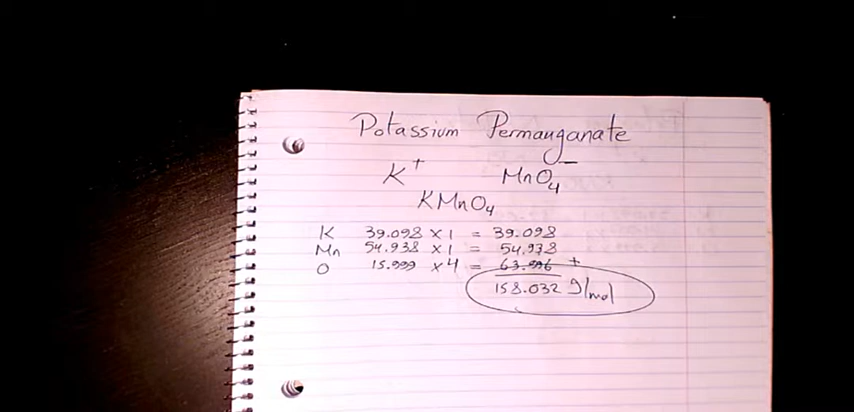 Potassium Permanganate
K⁺ MnO₄⁻
KMnO₄
K 39.098 × 1 = 39.098
Mn 54.938 × 1 = 54.938
O 15.999 × 4 = 63.996 +
158.032 g/mol